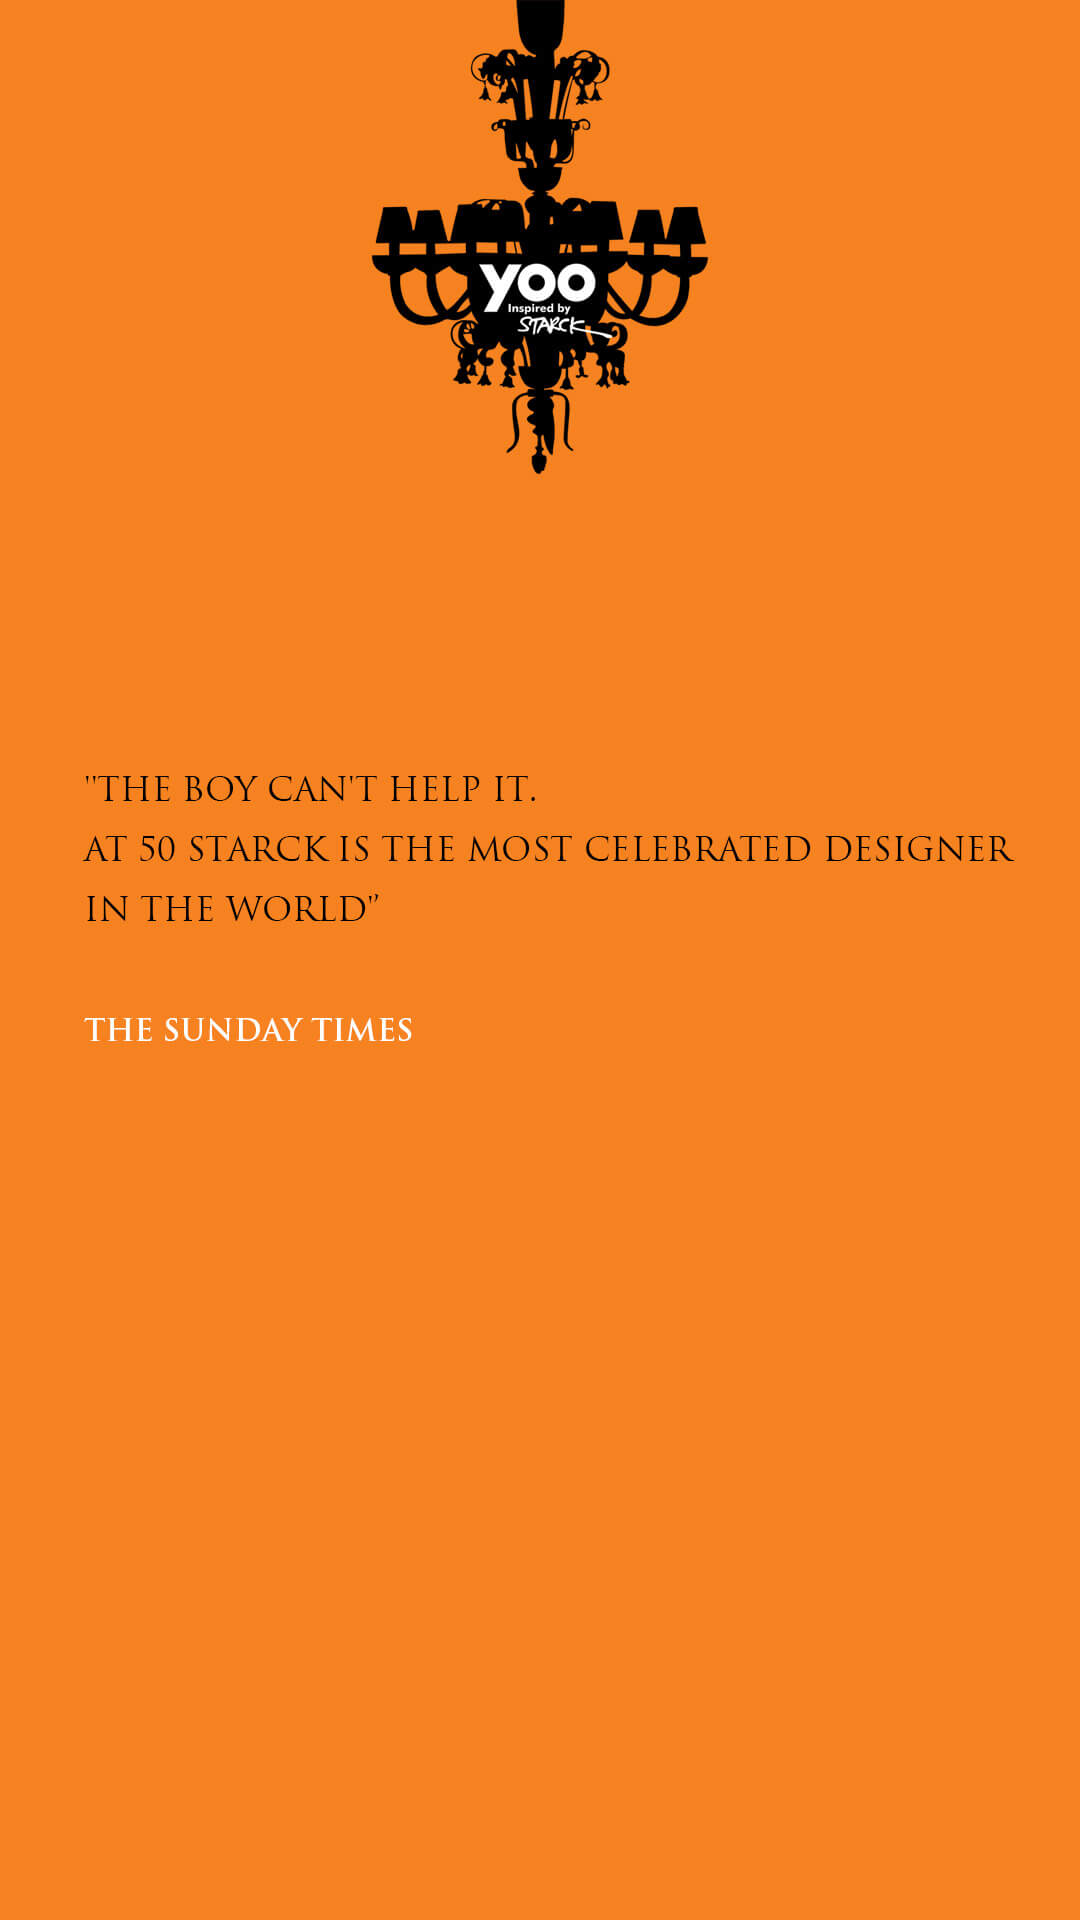 yoo
Inspired by
STARCK
"THE BOY CAN'T HELP IT.
AT 50 STARCK IS THE MOST CELEBRATED DESIGNER
IN THE WORLD"
THE SUNDAY TIMES